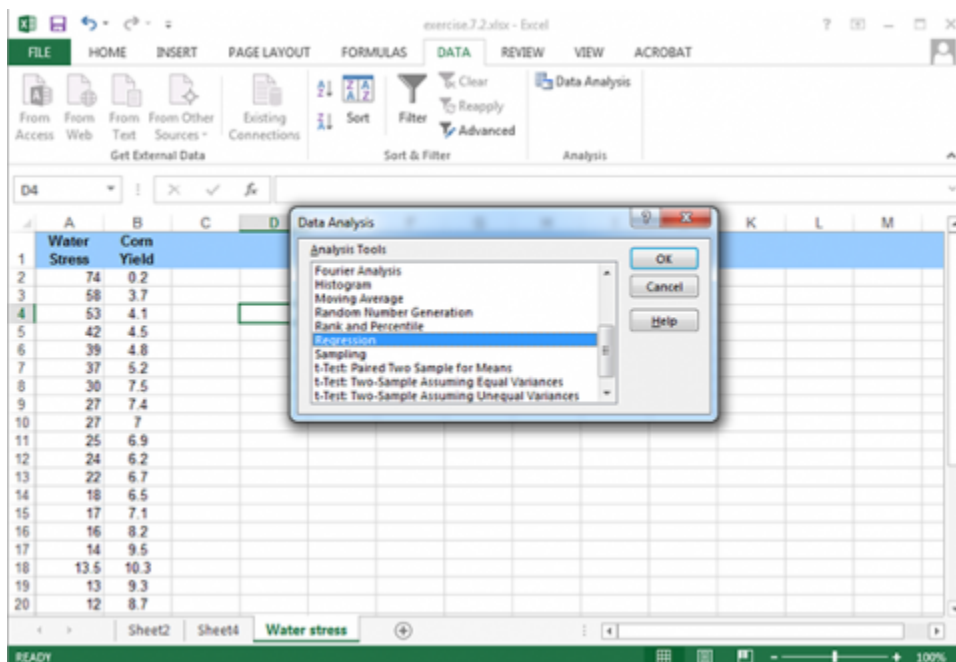 exercise.7.2.xlsx - Excel
FILE HOME INSERT PAGE LAYOUT FORMULAS DATA REVIEW VIEW ACROBAT
From Access From Web From Text From Other Sources Existing Connections
Sort Filter Clear Reapply Advanced Data Analysis
Get External Data Sort & Filter Analysis
D4 fx
A B C D K L M
Data Analysis
Analysis Tools
Fourier Analysis
Histogram
Moving Average
Random Number Generation
Rank and Percentile
Regression
Sampling
t-Test: Paired Two Sample for Means
t-Test: Two-Sample Assuming Equal Variances
t-Test: Two-Sample Assuming Unequal Variances
OK
Cancel
Help
1 Water Stress Corn Yield
2 74 0.2
3 58 3.7
4 53 4.1
5 42 4.5
6 39 4.8
7 37 5.2
8 30 7.5
9 27 7.4
10 27 7
11 25 6.9
12 24 6.2
13 22 6.7
14 18 6.5
15 17 7.1
16 16 8.2
17 14 9.5
18 13.5 10.3
19 13 9.3
20 12 8.7
Sheet2 Sheet4 Water stress
READY 100%